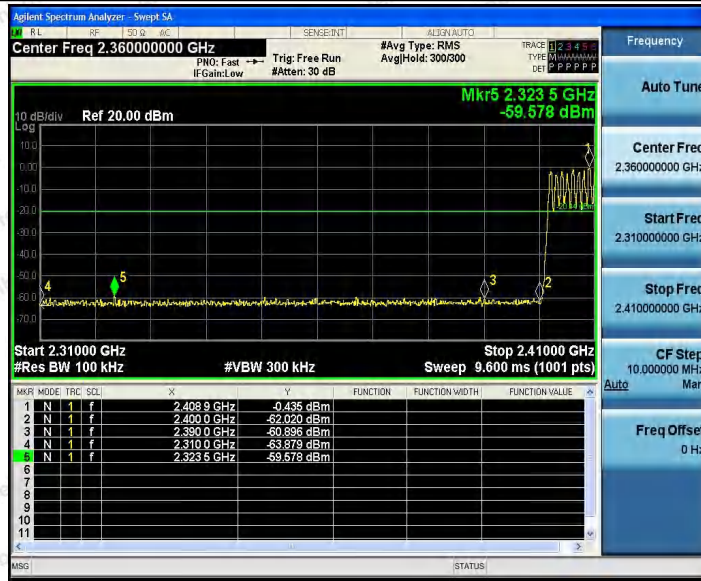 Agilent Spectrum Analyzer - Swept SA
RL RF 50 Ω AC SENSE:INT ALIGN AUTO
Center Freq 2.360000000 GHz
PNO: Fast
IFGain:Low
Trig: Free Run
#Atten: 30 dB
#Avg Type: RMS
Avg|Hold: 300/300
TRACE 1 2 3 4 5 6
TYPE
DET P P P P P P
Mkr5 2.323 5 GHz
-59.578 dBm
10 dB/div Ref 20.00 dBm
Log
10.0
0.00
-10.0
-20.0
-30.0
-40.0
-50.0
-60.0
-70.0
1
2
3
4
5
Start 2.31000 GHz
#Res BW 100 kHz
#VBW 300 kHz
Stop 2.41000 GHz
Sweep 9.600 ms (1001 pts)
MKR MODE TRC SCL X Y FUNCTION FUNCTION WIDTH FUNCTION VALUE
1 N 1 f 2.408 9 GHz -0.435 dBm
2 N 1 f 2.400 0 GHz -62.020 dBm
3 N 1 f 2.390 0 GHz -60.896 dBm
4 N 1 f 2.310 0 GHz -63.879 dBm
5 N 1 f 2.323 5 GHz -59.578 dBm
6
7
8
9
10
11
MSG STATUS
Frequency
Auto Tune
Center Freq
2.360000000 GHz
Start Freq
2.310000000 GHz
Stop Freq
2.410000000 GHz
CF Step
10.000000 MHz
Auto Man
Freq Offset
0 Hz